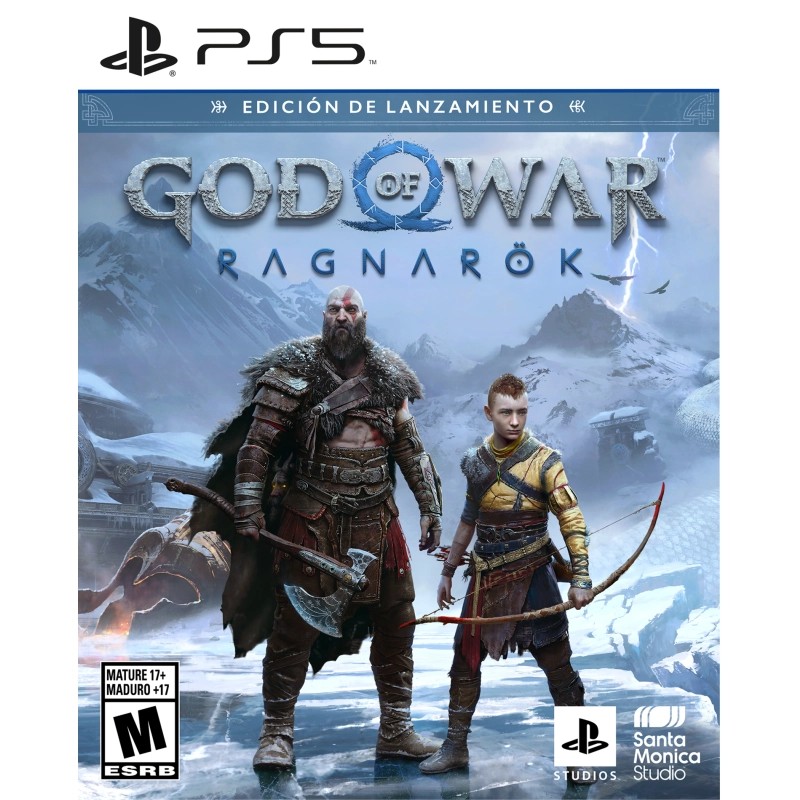 PS5
EDICIÓN DE LANZAMIENTO
GOD OF WAR
RAGNARÖK
MATURE 17+
MADURO +17
M
ESRB
STUDIOS
Santa
Monica
Studio